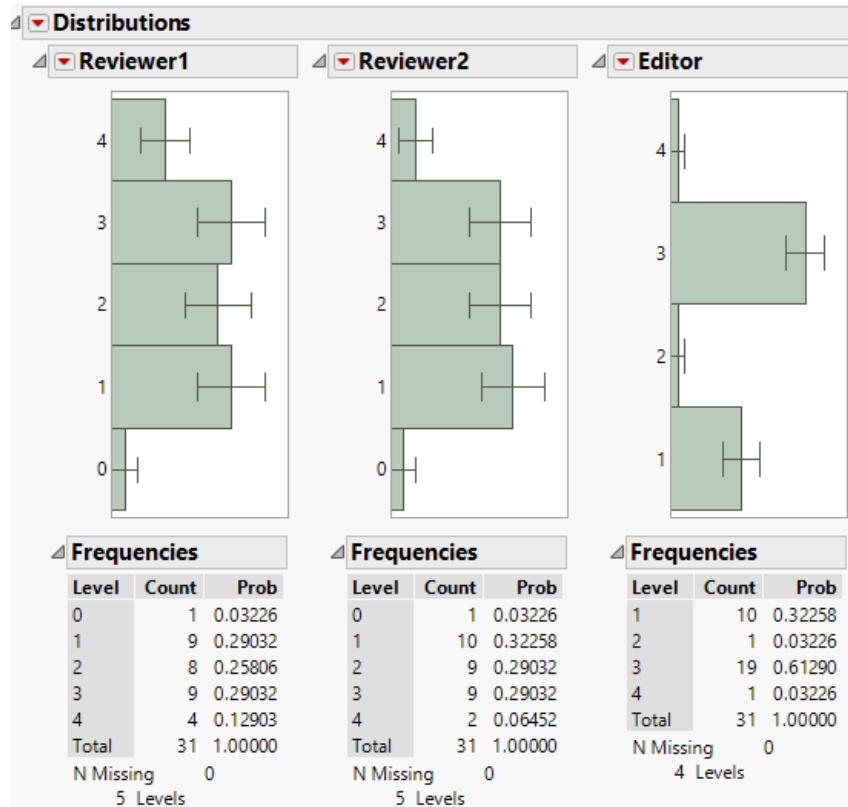 Distributions
Reviewer1
4
3
2
1
0
Frequencies
Level Count Prob
0 1 0.03226
1 9 0.29032
2 8 0.25806
3 9 0.29032
4 4 0.12903
Total 31 1.00000
N Missing 0
5 Levels
Reviewer2
4
3
2
1
0
Frequencies
Level Count Prob
0 1 0.03226
1 10 0.32258
2 9 0.29032
3 9 0.29032
4 2 0.06452
Total 31 1.00000
N Missing 0
5 Levels
Editor
4
3
2
1
Frequencies
Level Count Prob
1 10 0.32258
2 1 0.03226
3 19 0.61290
4 1 0.03226
Total 31 1.00000
N Missing 0
4 Levels